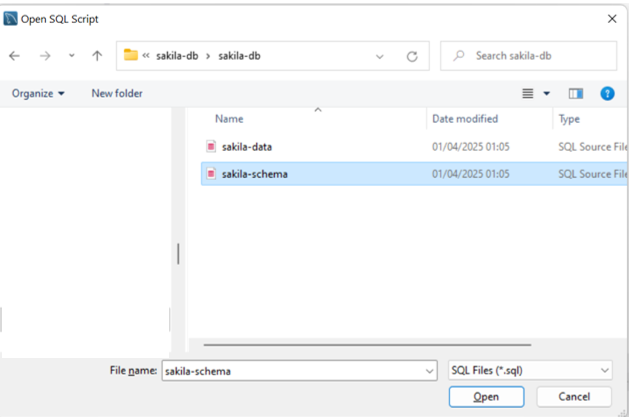 Open SQL Script
« sakila-db › sakila-db
Search sakila-db
Organize New folder
Name Date modified Type
sakila-data 01/04/2025 01:05 SQL Source File
sakila-schema 01/04/2025 01:05 SQL Source File
File name: sakila-schema SQL Files (*.sql)
Open Cancel